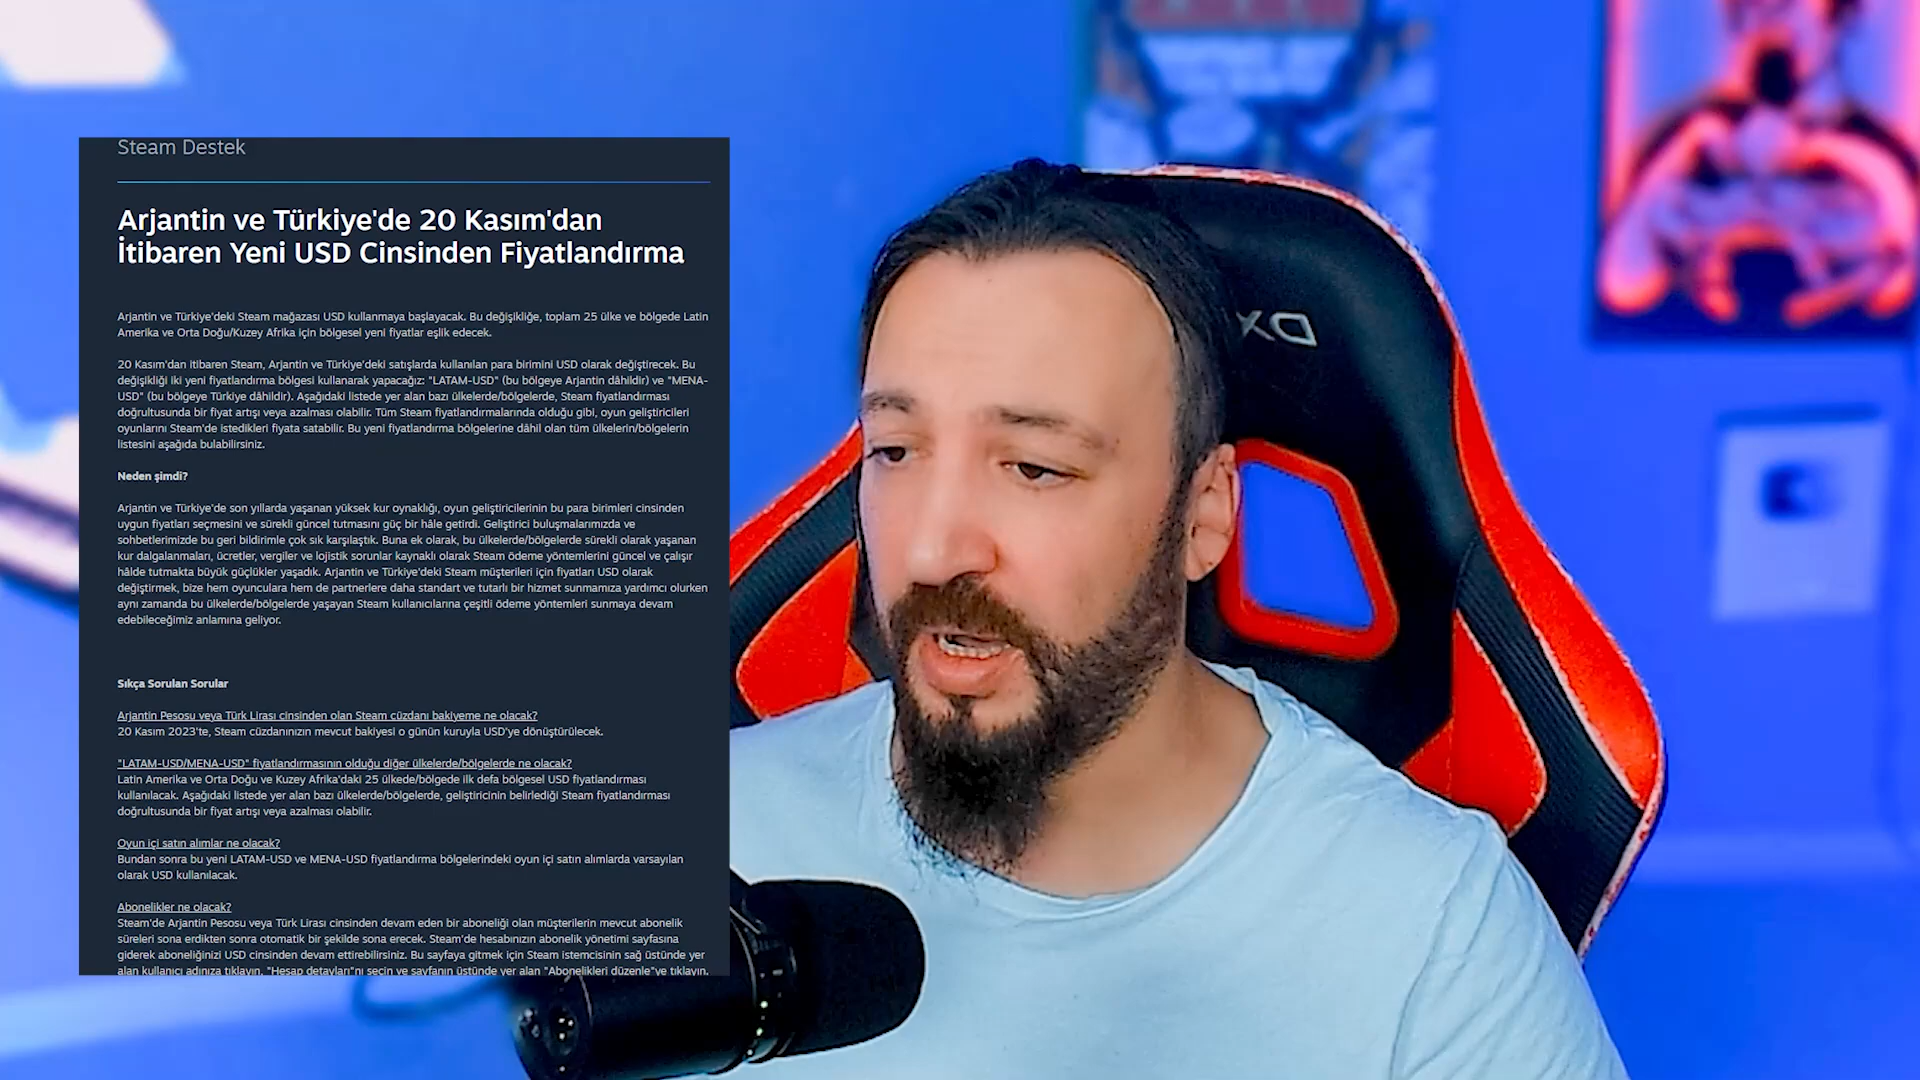 Steam Destek
Arjantin ve Türkiye'de 20 Kasım'dan
İtibaren Yeni USD Cinsinden Fiyatlandırma
Arjantin ve Türkiye'deki Steam mağazası USD kullanmaya başlayacak. Bu değişikliğe, toplam 25 ülke ve bölgede Latin
Amerika ve Orta Doğu/Kuzey Afrika için bölgesel yeni fiyatlar eşlik edecek.
20 Kasım'dan itibaren Steam, Arjantin ve Türkiye'deki satışlarda kullanılan para birimini USD olarak değiştirecek. Bu
değişikliği iki yeni fiyatlandırma bölgesi kullanarak yapacağız: "LATAM-USD" (bu bölgeye Arjantin dâhildir) ve "MENA-
USD" (bu bölgeye Türkiye dâhildir). Aşağıdaki listede yer alan bazı ülkelerde/bölgelerde, Steam fiyatlandırması
doğrultusunda bir fiyat artışı veya azalması olabilir. Tüm Steam fiyatlandırmalarında olduğu gibi, oyun geliştiricileri
oyunlarını Steam'de istedikleri fiyata satabilir. Bu yeni fiyatlandırma bölgelerine dâhil olan tüm ülkelerin/bölgelerin
listesini aşağıda bulabilirsiniz.
Neden şimdi?
Arjantin ve Türkiye'de son yıllarda yaşanan yüksek kur oynaklığı, oyun geliştiricilerinin bu para birimleri cinsinden
uygun fiyatları seçmesini ve sürekli güncel tutmasını güç bir hâle getirdi. Geliştirici buluşmalarımızda ve
sohbetlerimizde bu geri bildirimle çok sık karşılaştık. Buna ek olarak, bu ülkelerde/bölgelerde sürekli olarak yaşanan
kur dalgalanmaları, ücretler, vergiler ve lojistik sorunlar kaynaklı olarak Steam ödeme yöntemlerini güncel ve çalışır
hâlde tutmakta büyük güçlükler yaşadık. Arjantin ve Türkiye'deki Steam müşterileri için fiyatları USD olarak
değiştirmek, bize hem oyunculara hem de partnerlere daha standart ve tutarlı bir hizmet sunmamıza yardımcı olurken
aynı zamanda bu ülkelerde/bölgelerde yaşayan Steam kullanıcılarına çeşitli ödeme yöntemleri sunmaya devam
edebileceğimiz anlamına geliyor.
Sıkça Sorulan Sorular
Arjantin Pesosu veya Türk Lirası cinsinden olan Steam cüzdanı bakiyeme ne olacak?
20 Kasım 2023'te, Steam cüzdanınızın mevcut bakiyesi o günün kuruyla USD'ye dönüştürülecek.
"LATAM-USD/MENA-USD" fiyatlandırmasının olduğu diğer ülkelerde/bölgelerde ne olacak?
Latin Amerika ve Orta Doğu ve Kuzey Afrika'daki 25 ülkede/bölgede ilk defa bölgesel USD fiyatlandırması
kullanılacak. Aşağıdaki listede yer alan bazı ülkelerde/bölgelerde, geliştiricinin belirlediği Steam fiyatlandırması
doğrultusunda bir fiyat artışı veya azalması olabilir.
Oyun içi satın alımlar ne olacak?
Bundan sonra bu yeni LATAM-USD ve MENA-USD fiyatlandırma bölgelerindeki oyun içi satın alımlarda varsayılan
olarak USD kullanılacak.
Abonelikler ne olacak?
Steam'de Arjantin Pesosu veya Türk Lirası cinsinden devam eden bir aboneliği olan müşterilerin mevcut abonelik
süreleri sona erdikten sonra otomatik bir şekilde sona erecek. Steam'de hesabınızın abonelik yönetimi sayfasına
giderek aboneliğinizi USD cinsinden devam ettirebilirsiniz. Bu sayfaya gitmek için Steam istemcisinin sağ üstünde yer
alan kullanıcı adınıza tıklayın, "Hesap detayları"nı seçin ve sayfanın üstünde yer alan "Abonelikleri düzenle"ye tıklayın.